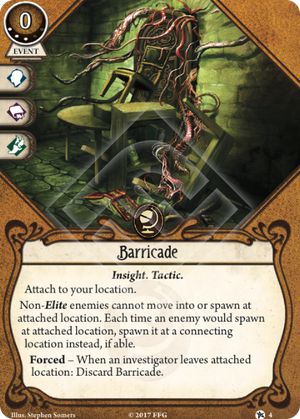 0
EVENT
Barricade
Insight. Tactic.
Attach to your location.
Non-Elite enemies cannot move into or spawn at
attached location. Each time an enemy would spawn
at attached location, spawn it at a connecting
location instead, if able.
Forced – When an investigator leaves attached
location: Discard Barricade.
Illus. Stephen Somers
© 2017 FFG
4